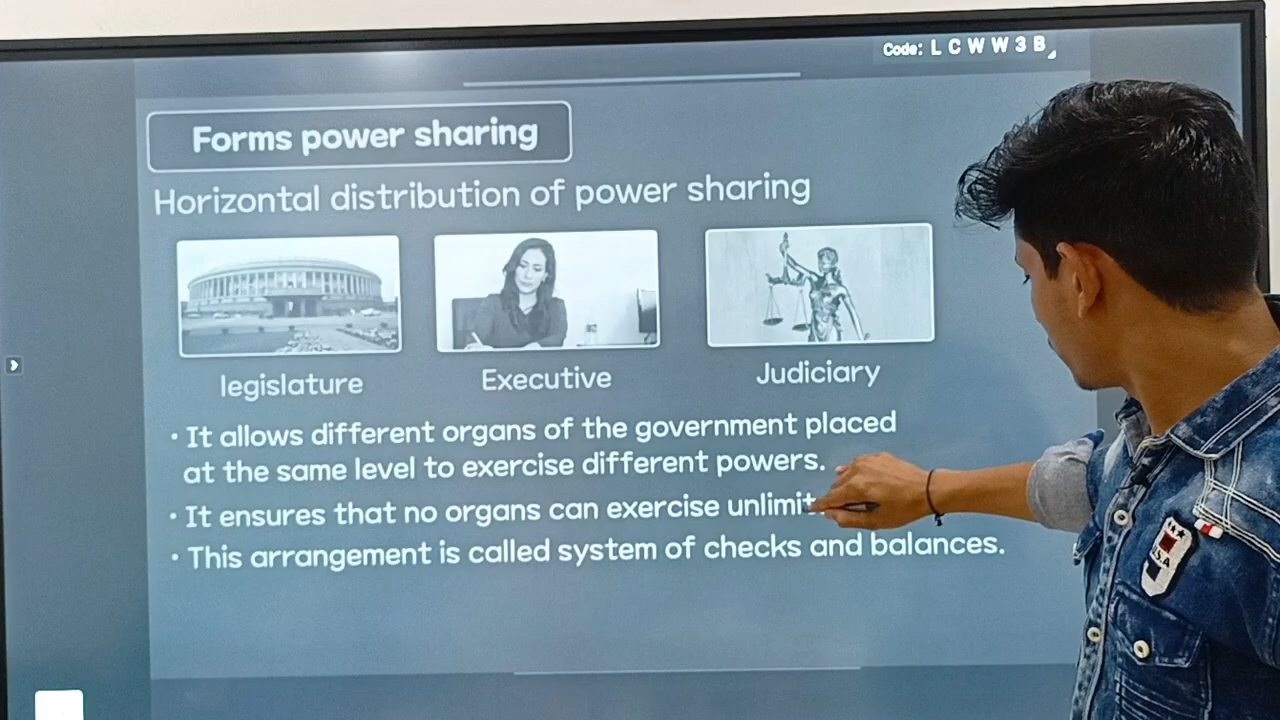 Code: L C W W 3 B
Forms power sharing
Horizontal distribution of power sharing
legislature
Executive
Judiciary
• It allows different organs of the government placed
at the same level to exercise different powers.
• It ensures that no organs can exercise
• This arrangement is called system of checks and balances.